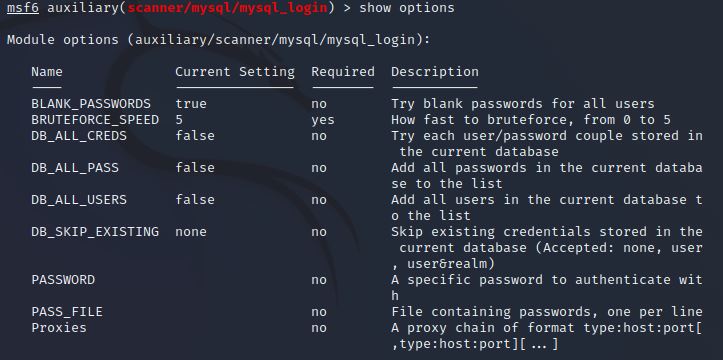 msf6 auxiliary(scanner/mysql/mysql_login) > show options
Module options (auxiliary/scanner/mysql/mysql_login):
Name Current Setting Required Description
BLANK_PASSWORDS true no Try blank passwords for all users
BRUTEFORCE_SPEED 5 yes How fast to bruteforce, from 0 to 5
DB_ALL_CREDS false no Try each user/password couple stored in
the current database
DB_ALL_PASS false no Add all passwords in the current databa
se to the list
DB_ALL_USERS false no Add all users in the current database t
o the list
DB_SKIP_EXISTING none no Skip existing credentials stored in the
current database (Accepted: none, user
, user&realm)
PASSWORD no A specific password to authenticate wit
h
PASS_FILE no File containing passwords, one per line
Proxies no A proxy chain of format type:host:port[
,type:host:port][...]